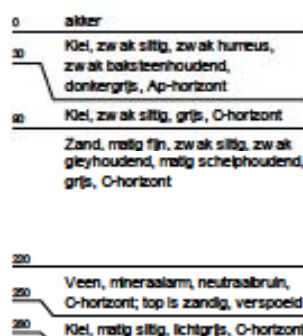 0 akker
30 Klei, zwak siltig, zwak humeus,
zwak baksteenhoudend,
donkergrijs, Ap-horizont
Klei, zwak siltig, grijs, C-horizont
Zand, matig fijn, zwak siltig, zwak
gleyhoudend, matig schelphoudend,
grijs, C-horizont
220
250 Veen, mineraalarm, neutraalbruin,
C-horizont; top is zandig, verspoeld
Klei, matig siltig, lichtgrijs, C-horizont